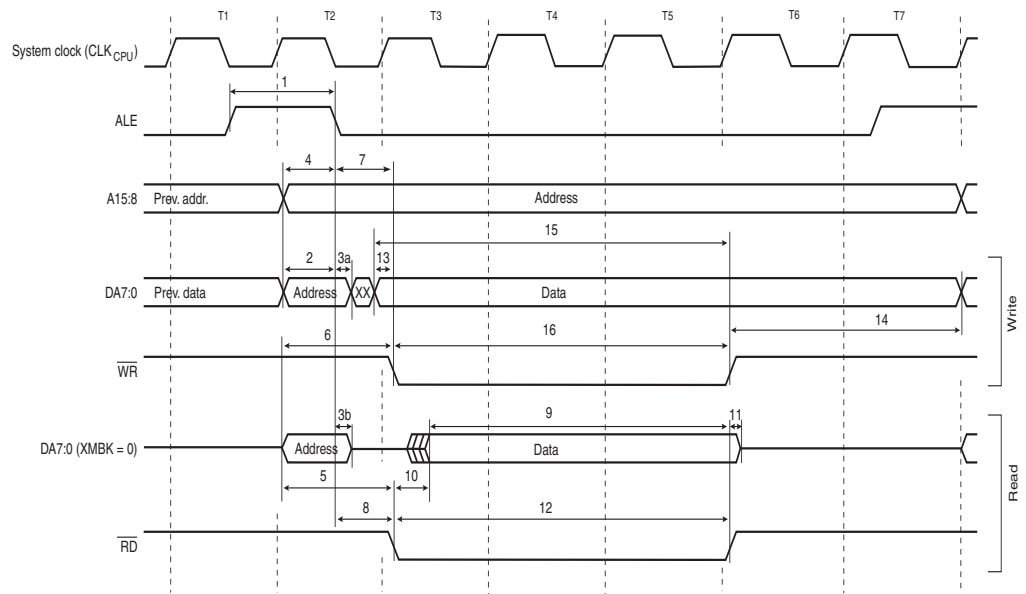 T1 T2 T3 T4 T5 T6 T7
System clock (CLKCPU)
1
ALE
4 7
A15:8 Prev. addr. Address
15
2 3a 13
DA7:0 Prev. data Address XX Data
14
6 16
WR
Write
3b 9 11
DA7:0 (XMBK = 0) Address Data
5 10
8 12
RD
Read